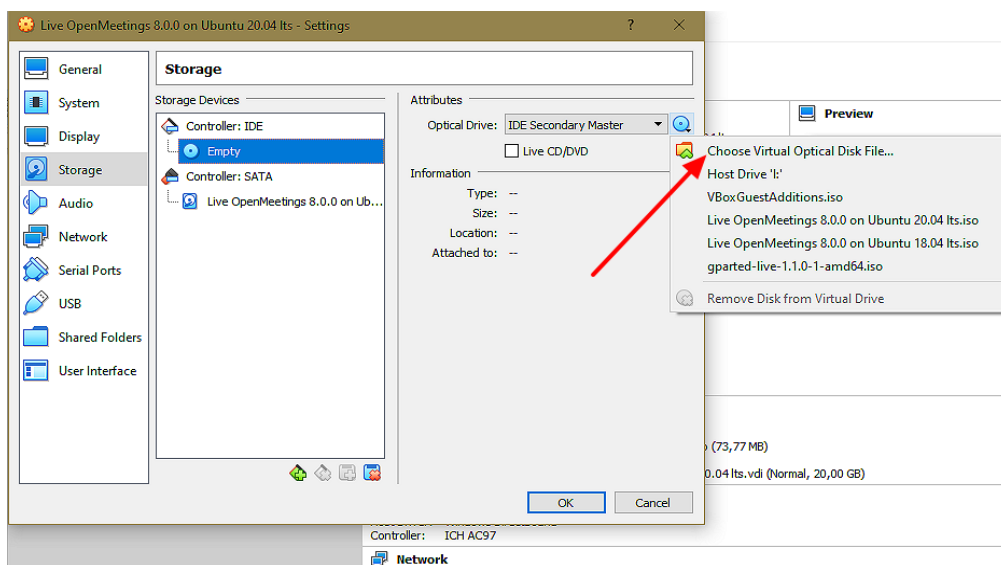 Live OpenMeetings 8.0.0 on Ubuntu 20.04 lts - Settings
?
General
System
Display
Storage
Audio
Network
Serial Ports
USB
Shared Folders
User Interface
Storage
Storage Devices
Controller: IDE
Empty
Controller: SATA
Live OpenMeetings 8.0.0 on Ub...
Attributes
Optical Drive: IDE Secondary Master
Live CD/DVD
Information
Type: --
Size: --
Location: --
Attached to: --
OK Cancel
Preview
Choose Virtual Optical Disk File...
Host Drive 'I:'
VBoxGuestAdditions.iso
Live OpenMeetings 8.0.0 on Ubuntu 20.04 lts.iso
Live OpenMeetings 8.0.0 on Ubuntu 18.04 lts.iso
gparted-live-1.1.0-1-amd64.iso
Remove Disk from Virtual Drive
(73,77 MB)
0.04 lts.vdi (Normal, 20,00 GB)
Controller: ICH AC97
Network